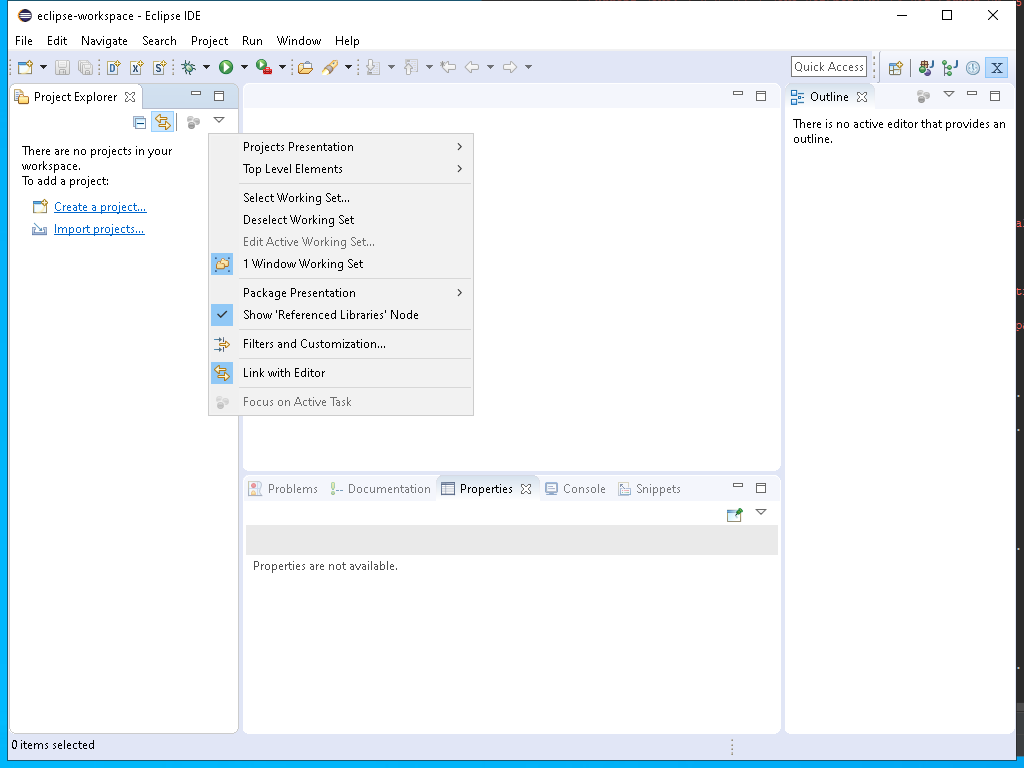 eclipse-workspace - Eclipse IDE
File Edit Navigate Search Project Run Window Help
Quick Access
Project Explorer
Outline
There are no projects in your
workspace.
To add a project:
Create a project...
Import projects...
Projects Presentation
Top Level Elements
Select Working Set...
Deselect Working Set
Edit Active Working Set...
1 Window Working Set
Package Presentation
Show 'Referenced Libraries' Node
Filters and Customization...
Link with Editor
Focus on Active Task
There is no active editor that provides an
outline.
Problems Documentation Properties Console Snippets
Properties are not available.
0 items selected